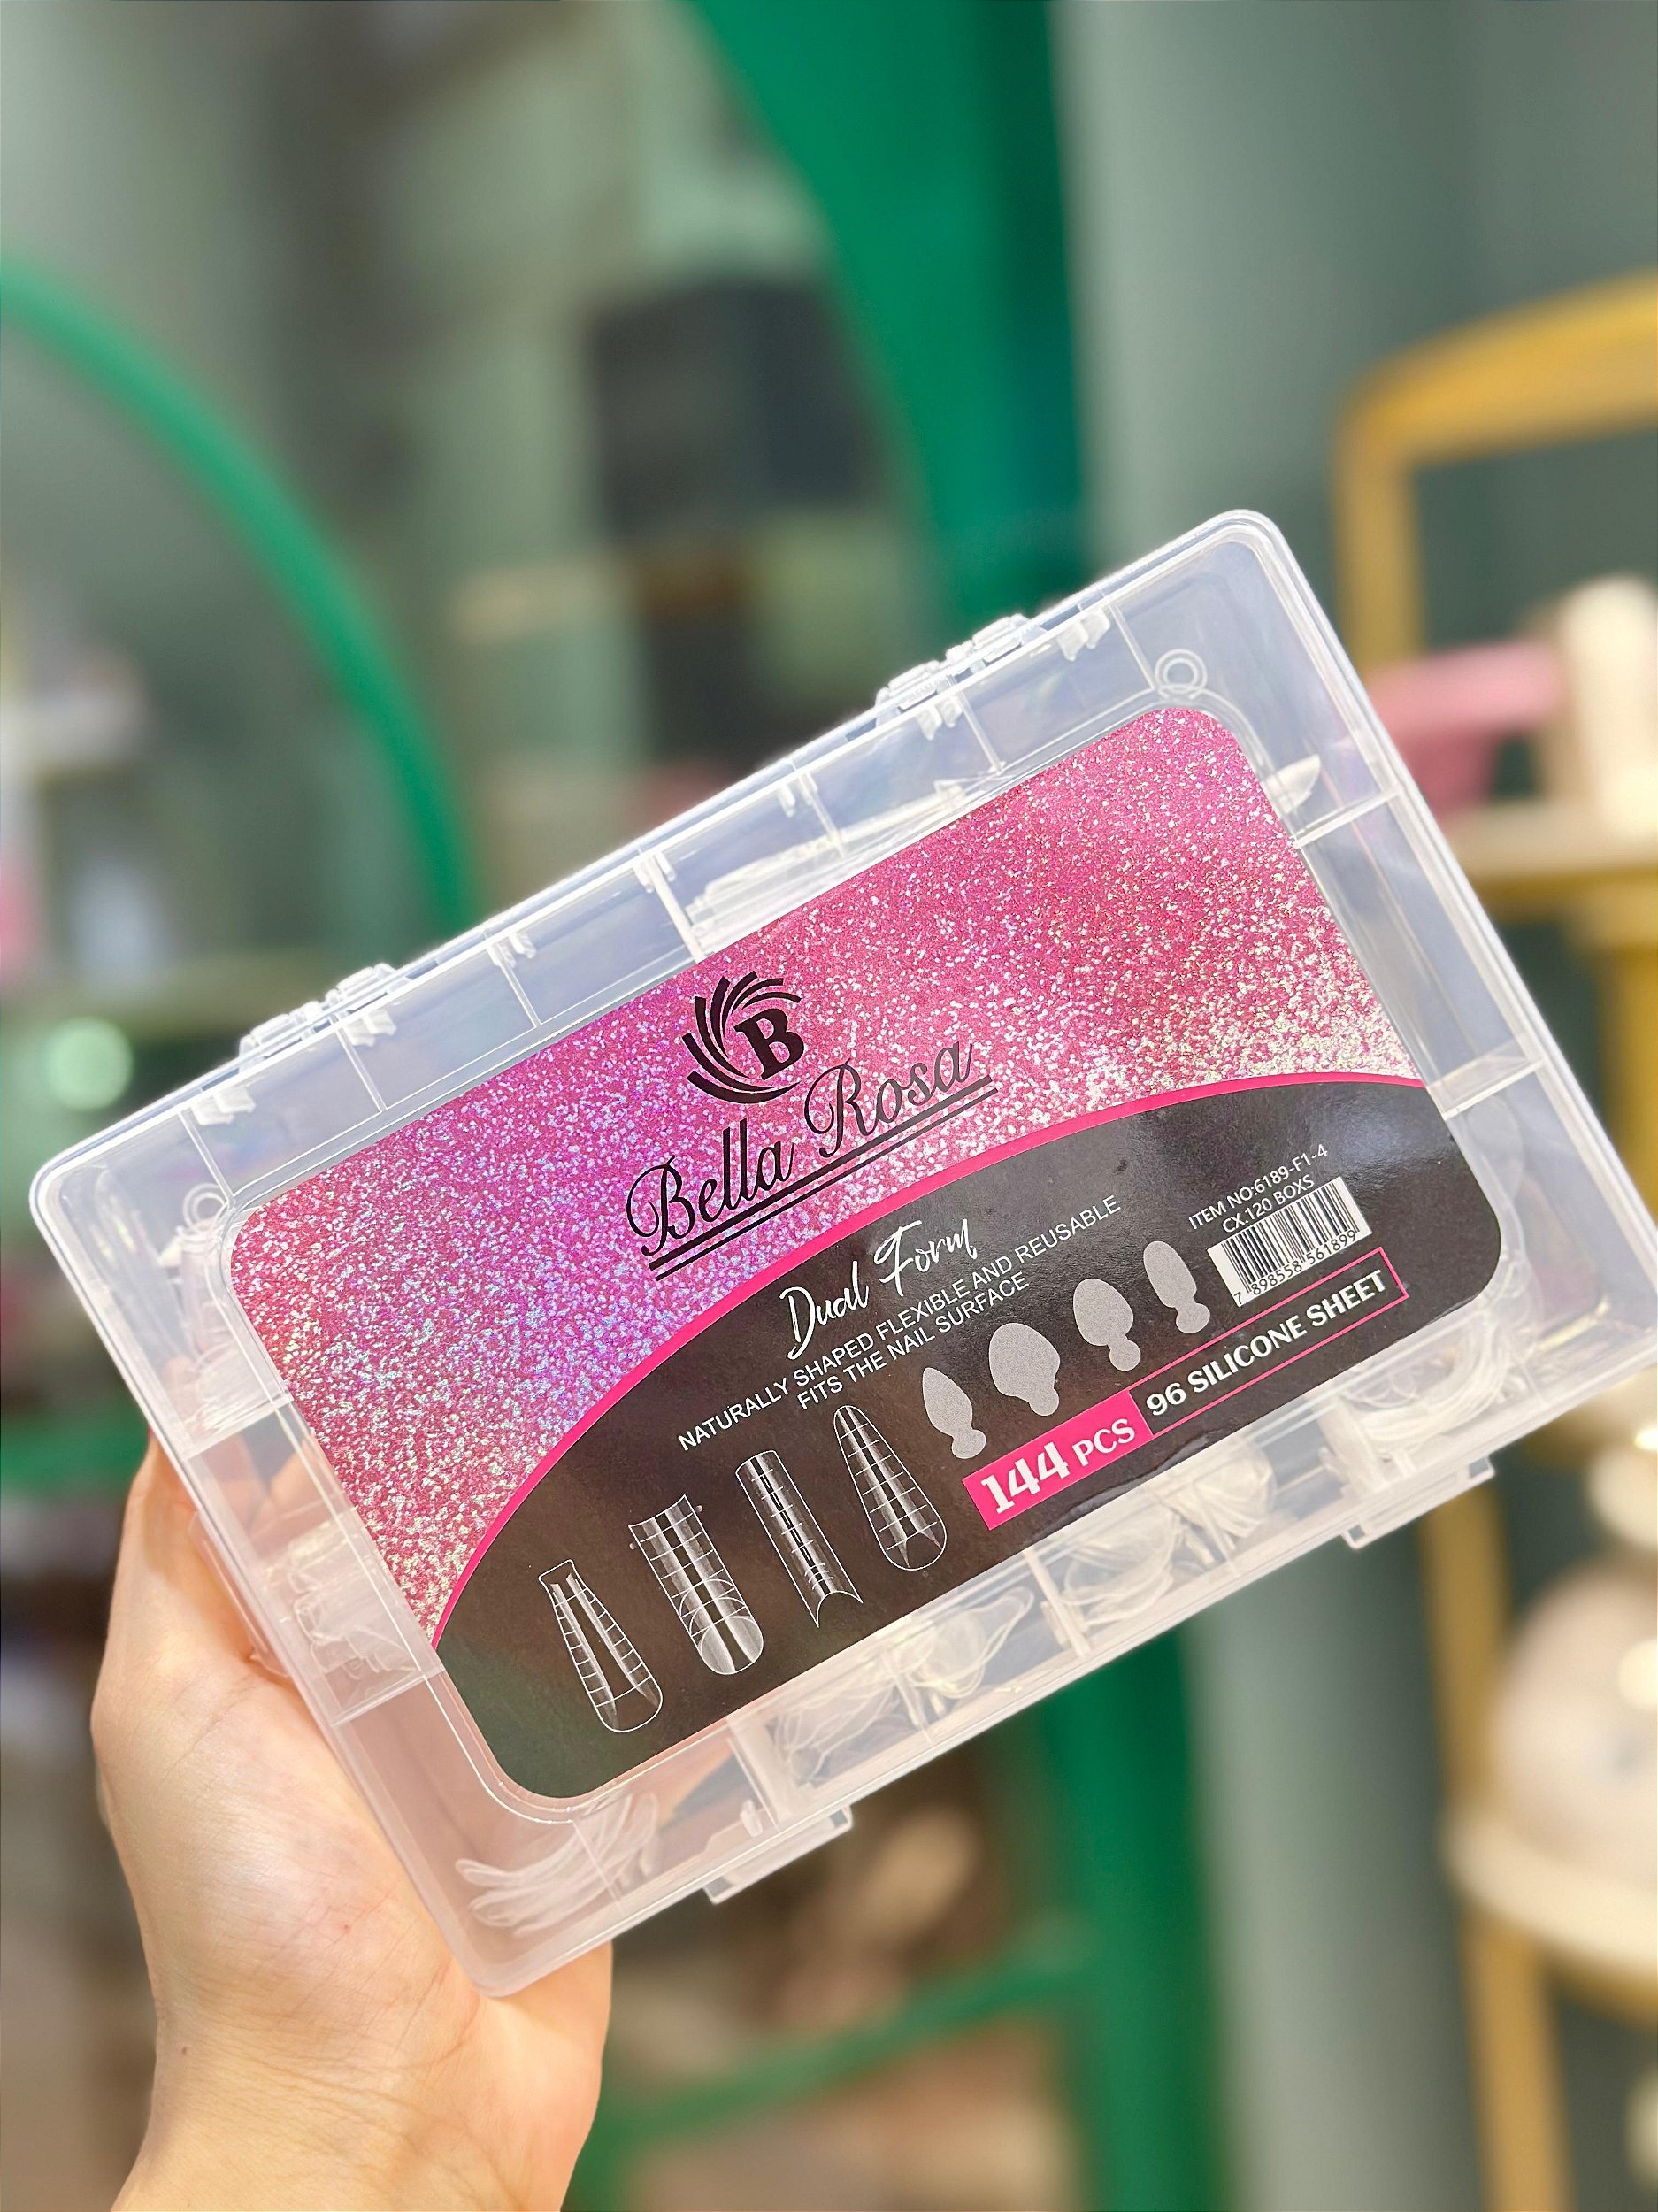 B
Bella Rosa
Dual Form
NATURALLY SHAPED FLEXIBLE AND REUSABLE
FITS THE NAIL SURFACE
ITEM NO:6189-F1-4
CX.120 BOXS
7 898558 561899
144 PCS 96 SILICONE SHEET